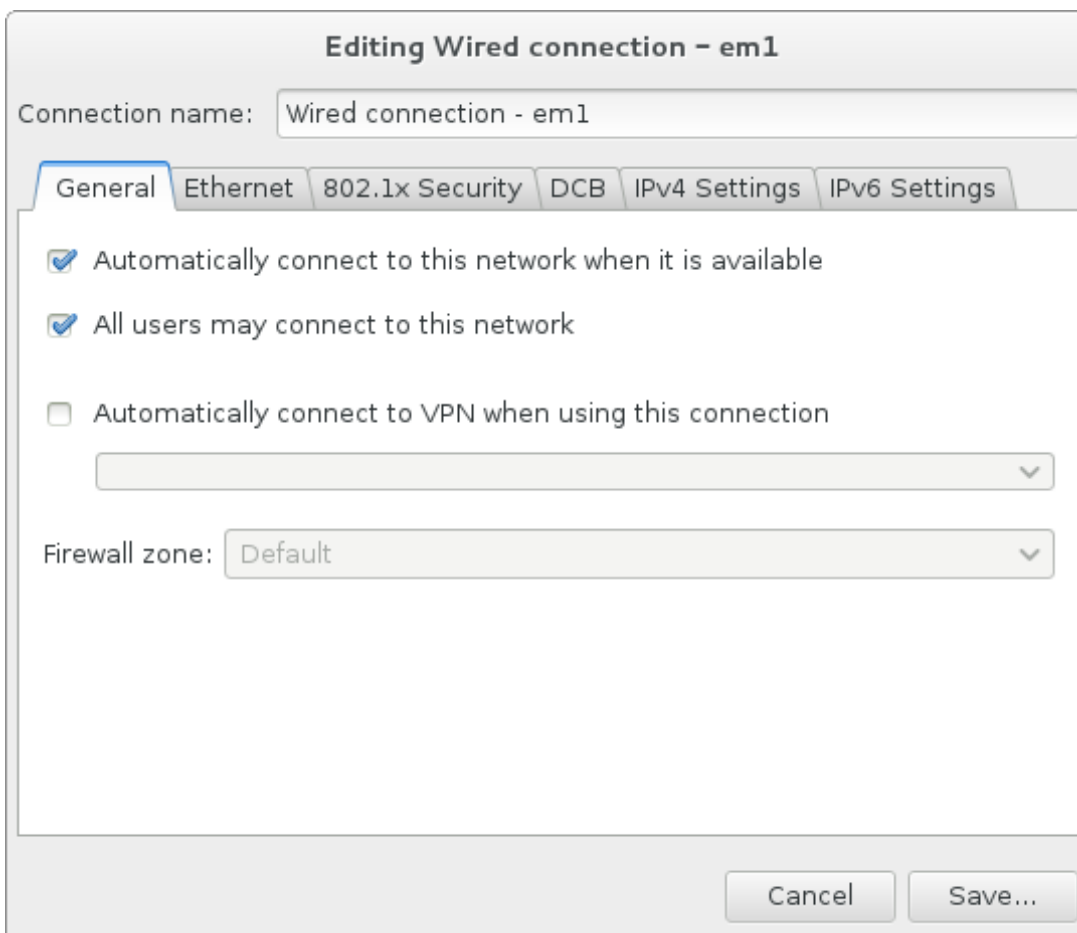 Editing Wired connection – em1
Connection name: Wired connection - em1
General Ethernet 802.1x Security DCB IPv4 Settings IPv6 Settings
Automatically connect to this network when it is available
All users may connect to this network
Automatically connect to VPN when using this connection
Firewall zone: Default
Cancel Save...